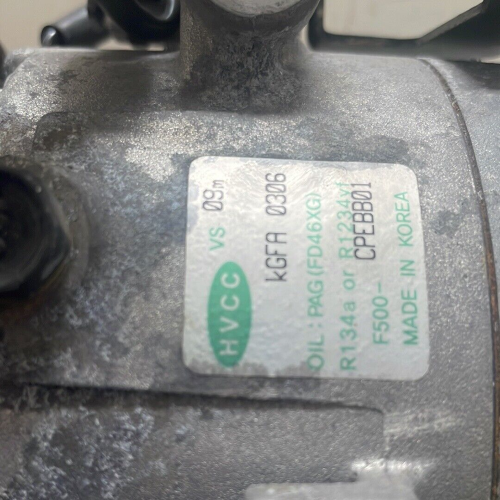 HVCC VS 09m
kGFA 0306
OIL: PAG(FD46XG)
R134a or R1234yf
F500- CPEBB01
MADE IN KOREA